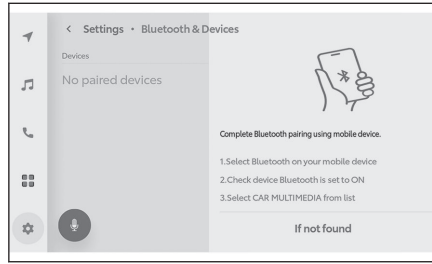 < Settings • Bluetooth & Devices
Devices
No paired devices
Complete Bluetooth pairing using mobile device.
1.Select Bluetooth on your mobile device
2.Check device Bluetooth is set to ON
3.Select CAR MULTIMEDIA from list
If not found